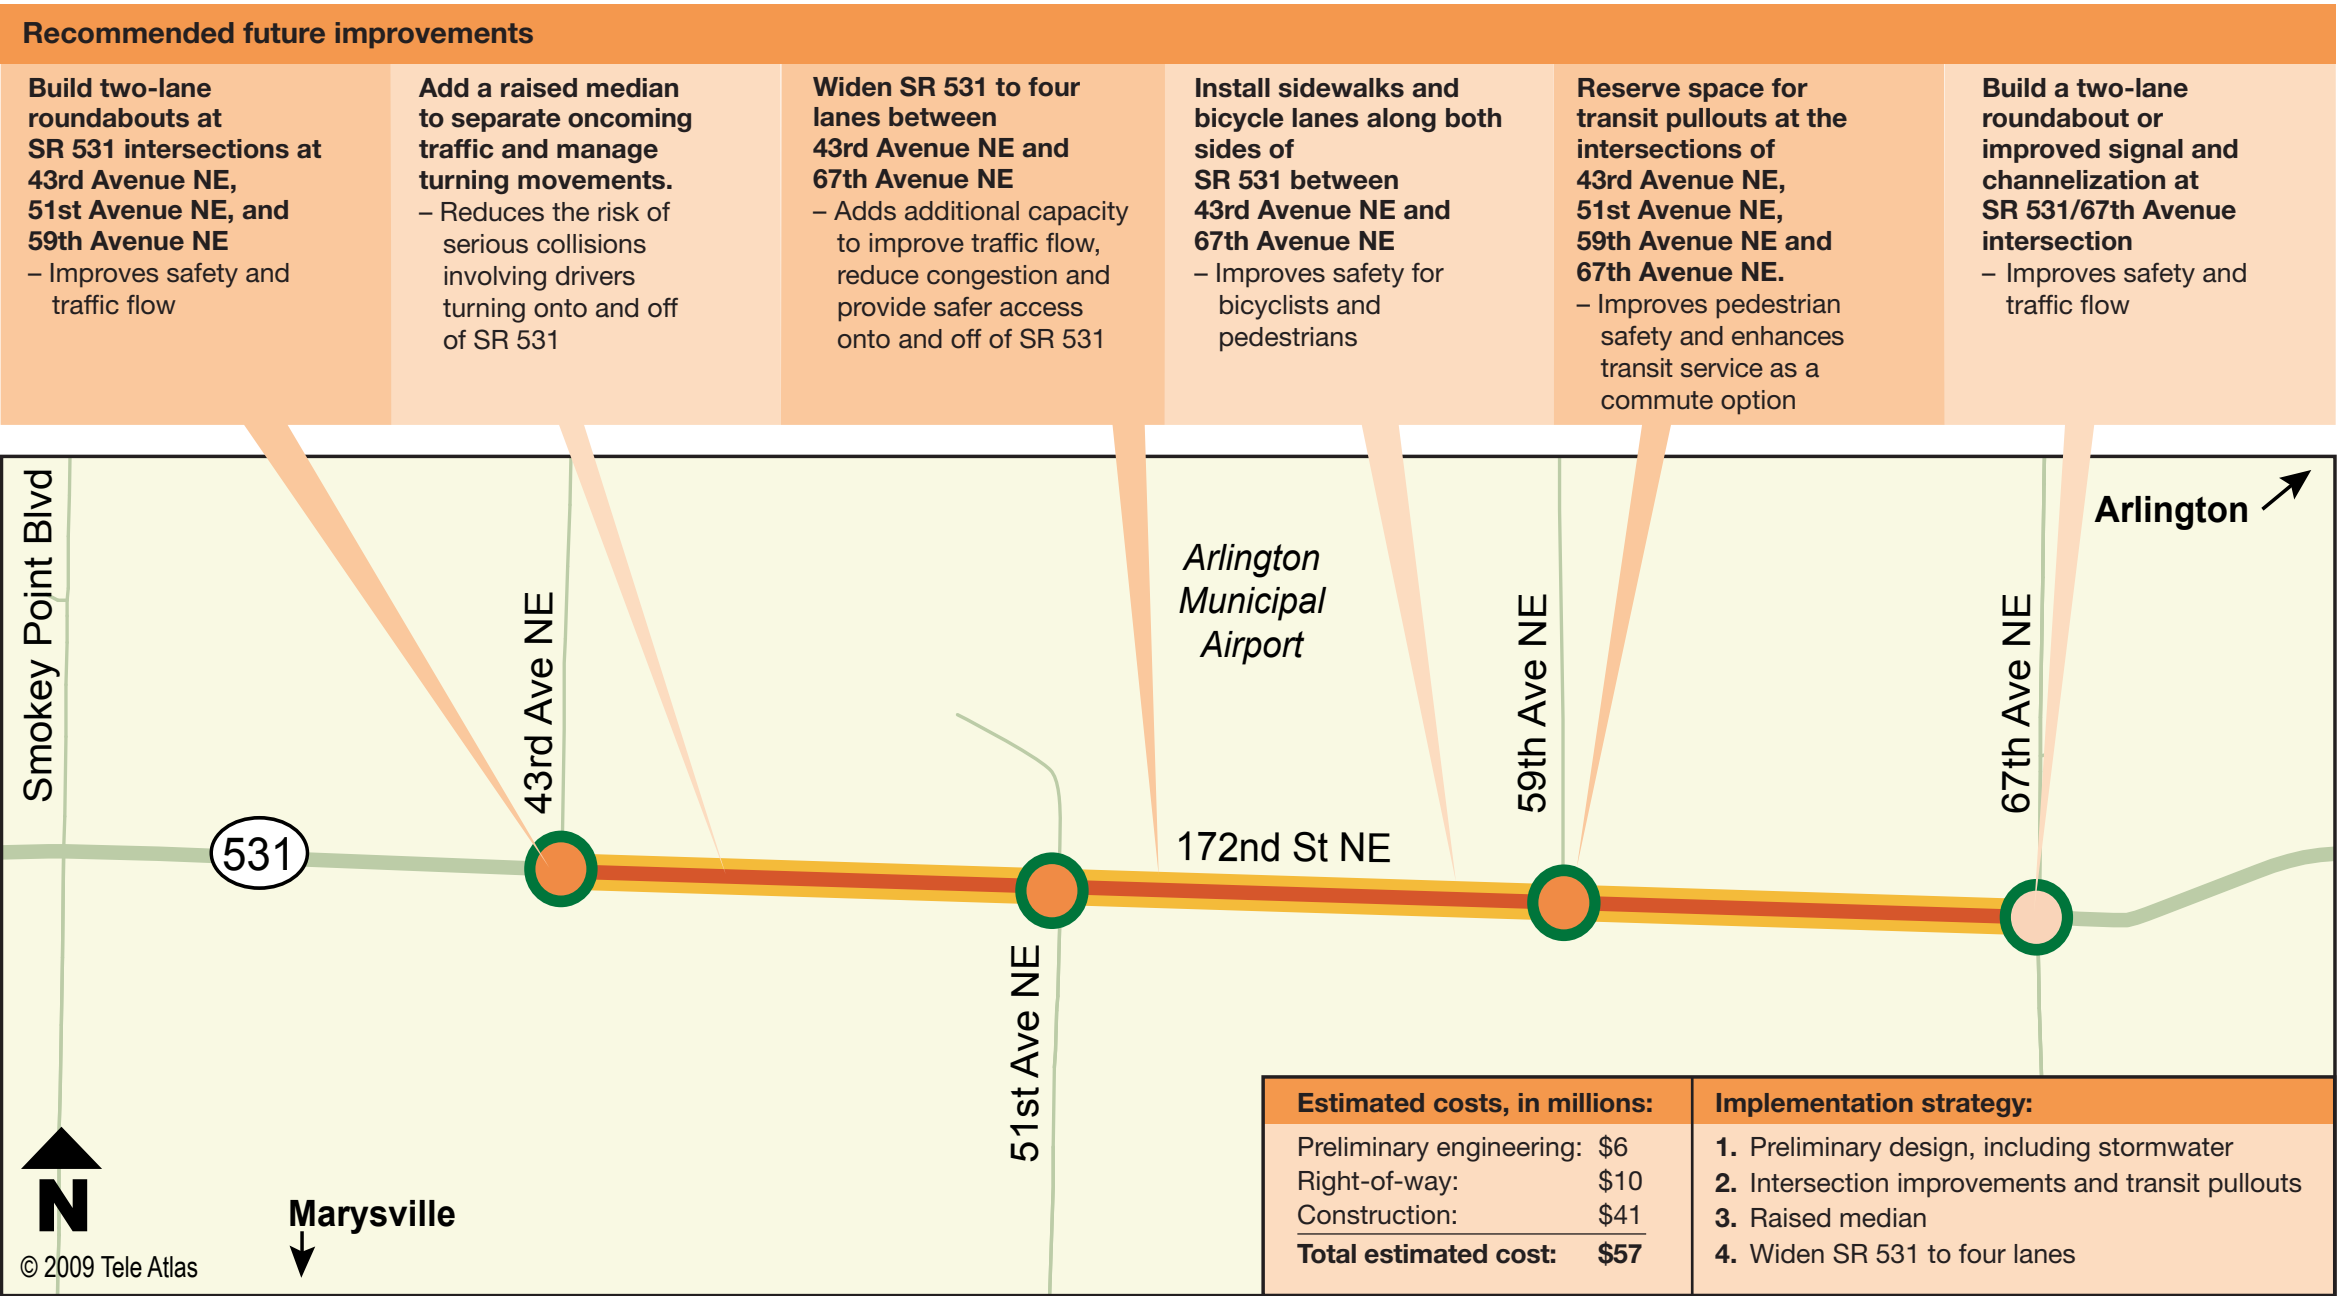 Recommended future improvements
Build two-lane
roundabouts at
SR 531 intersections at
43rd Avenue NE,
51st Avenue NE, and
59th Avenue NE
– Improves safety and
traffic flow
Add a raised median
to separate oncoming
traffic and manage
turning movements.
– Reduces the risk of
serious collisions
involving drivers
turning onto and off
of SR 531
Widen SR 531 to four
lanes between
43rd Avenue NE and
67th Avenue NE
– Adds additional capacity
to improve traffic flow,
reduce congestion and
provide safer access
onto and off of SR 531
Install sidewalks and
bicycle lanes along both
sides of
SR 531 between
43rd Avenue NE and
67th Avenue NE
– Improves safety for
bicyclists and
pedestrians
Reserve space for
transit pullouts at the
intersections of
43rd Avenue NE,
51st Avenue NE,
59th Avenue NE and
67th Avenue NE.
– Improves pedestrian
safety and enhances
transit service as a
commute option
Build a two-lane
roundabout or
improved signal and
channelization at
SR 531/67th Avenue
intersection
– Improves safety and
traffic flow
Smokey Point Blvd
43rd Ave NE
Arlington
Municipal
Airport
59th Ave NE
67th Ave NE
Arlington
531
172nd St NE
51st Ave NE
N
Marysville
© 2009 Tele Atlas
Estimated costs, in millions:
Preliminary engineering: $6
Right-of-way: $10
Construction: $41
Total estimated cost: $57
Implementation strategy:
1. Preliminary design, including stormwater
2. Intersection improvements and transit pullouts
3. Raised median
4. Widen SR 531 to four lanes